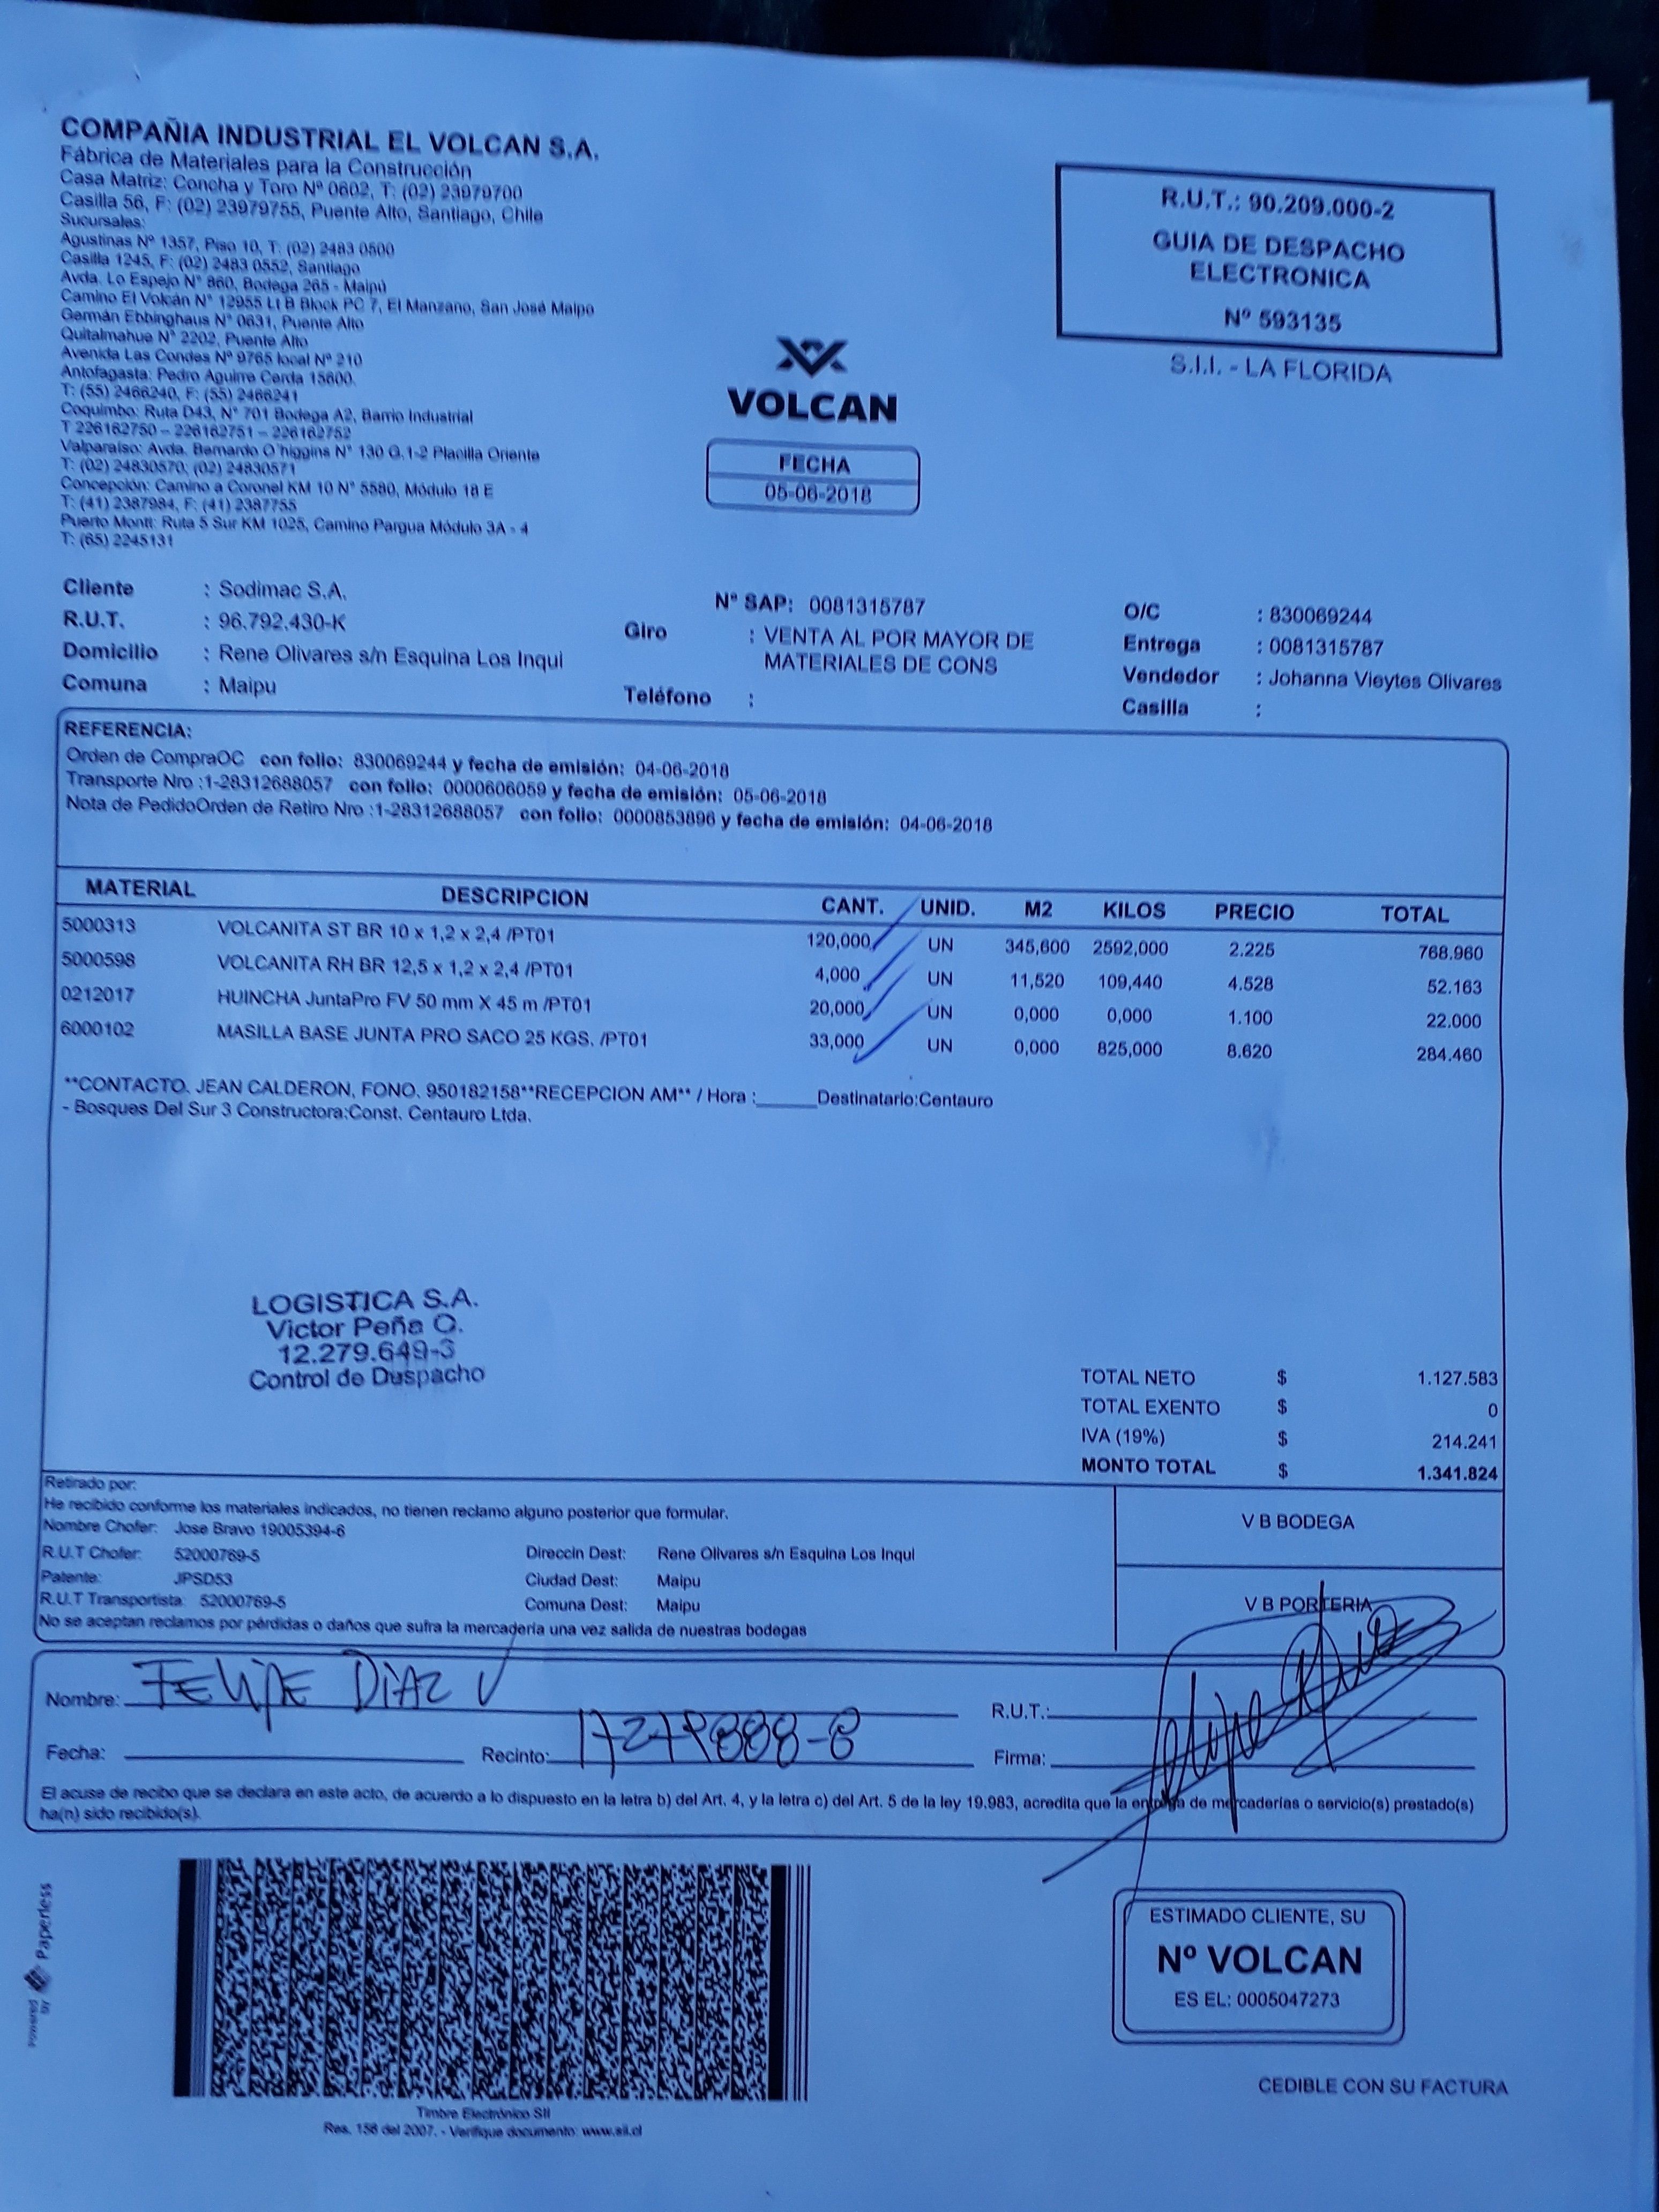 COMPAÑIA INDUSTRIAL EL VOLCAN S.A.
Fábrica de Materiales para la Construcción
Casa Matriz: Concha y Toro Nº 0602, T: (02) 23979700
Casilla 56, F: (02) 23979755, Puente Alto, Santiago, Chile
Sucursales:
Agustinas Nº 1357, Piso 10, T: (02) 2483 0500
Casilla 1245, F: (02) 2483 0552, Santiago
Avda. Lo Espejo N° 860, Bodega 265 - Maipú
Camino El Volcán N° 12955 Lt B Block PC 7, El Manzano, San José Maipo
Germán Ebbinghaus N° 0631, Puente Alto
Quitalmahue N° 2202, Puente Alto
Avenida Las Condes Nº 9765 local Nº 210
Antofagasta: Pedro Aguirre Cerda 15600.
T: (55) 2466240, F: (55) 2466241
Coquimbo: Ruta D43, N° 701 Bodega A2, Barrio Industrial
T 226162750 – 226162751 – 226162752
Valparaíso: Avda. Bernardo O'higgins N° 130 G.1-2 Placilla Oriente
T: (02) 24830570; (02) 24830571
Concepción: Camino a Coronel KM 10 N° 5580, Módulo 18 E
T: (41) 2387984, F: (41) 2387755
Puerto Montt: Ruta 5 Sur KM 1025, Camino Pargua Módulo 3A - 4
T: (65) 2245131
R.U.T.: 90.209.000-2
GUIA DE DESPACHO
ELECTRONICA
Nº 593135
S.I.I. - LA FLORIDA
VOLCAN
FECHA
05-06-2018
Cliente : Sodimac S.A.
R.U.T. : 96.792.430-K
Domicilio : Rene Olivares s/n Esquina Los Inqui
Comuna : Maipu
N° SAP: 0081315787
Giro : VENTA AL POR MAYOR DE
MATERIALES DE CONS
Teléfono :
O/C : 830069244
Entrega : 0081315787
Vendedor : Johanna Vieytes Olivares
Casilla :
REFERENCIA:
Orden de CompraOC con folio: 830069244 y fecha de emisión: 04-06-2018
Transporte Nro :1-28312688057 con folio: 0000606059 y fecha de emisión: 05-06-2018
Nota de PedidoOrden de Retiro Nro :1-28312688057 con folio: 0000853896 y fecha de emisión: 04-06-2018
MATERIAL DESCRIPCION CANT. UNID. M2 KILOS PRECIO TOTAL
5000313 VOLCANITA ST BR 10 x 1,2 x 2,4 /PT01 120,000 UN 345,600 2592,000 2.225 768.960
5000598 VOLCANITA RH BR 12,5 x 1,2 x 2,4 /PT01 4,000 UN 11,520 109,440 4.528 52.163
0212017 HUINCHA JuntaPro FV 50 mm X 45 m /PT01 20,000 UN 0,000 0,000 1.100 22.000
6000102 MASILLA BASE JUNTA PRO SACO 25 KGS. /PT01 33,000 UN 0,000 825,000 8.620 284.460
**CONTACTO. JEAN CALDERON, FONO. 950182158**RECEPCION AM** / Hora :______Destinatario:Centauro
- Bosques Del Sur 3 Constructora:Const. Centauro Ltda.
LOGISTICA S.A.
Victor Peña O.
12.279.649-3
Control de Duspacho
TOTAL NETO $ 1.127.583
TOTAL EXENTO $ 0
IVA (19%) $ 214.241
MONTO TOTAL $ 1.341.824
Retirado por:
He recibido conforme los materiales indicados, no tienen reclamo alguno posterior que formular.
Nombre Chofer: Jose Bravo 19005394-6
R.U.T Chofer: 52000769-5 Direccin Dest: Rene Olivares s/n Esquina Los Inqui
Patente: JPSD53 Ciudad Dest: Maipu
R.U.T Transportista: 52000769-5 Comuna Dest: Maipu
No se aceptan reclamos por pérdidas o daños que sufra la mercadería una vez salida de nuestras bodegas
V B BODEGA
V B PORTERIA
Nombre: FELIPE DIAZ V R.U.T.:
Fecha: Recinto: Firma:
El acuse de recibo que se declara en este acto, de acuerdo a lo dispuesto en la letra b) del Art. 4, y la letra c) del Art. 5 de la ley 19.983, acredita que la entrega de mercaderías o servicio(s) prestado(s)
ha(n) sido recibido(s).
Powered by Paperless
Timbre Electrónico SII
Res. 156 del 2007. - Verifique documento: www.sii.cl
ESTIMADO CLIENTE, SU
Nº VOLCAN
ES EL: 0005047273
CEDIBLE CON SU FACTURA